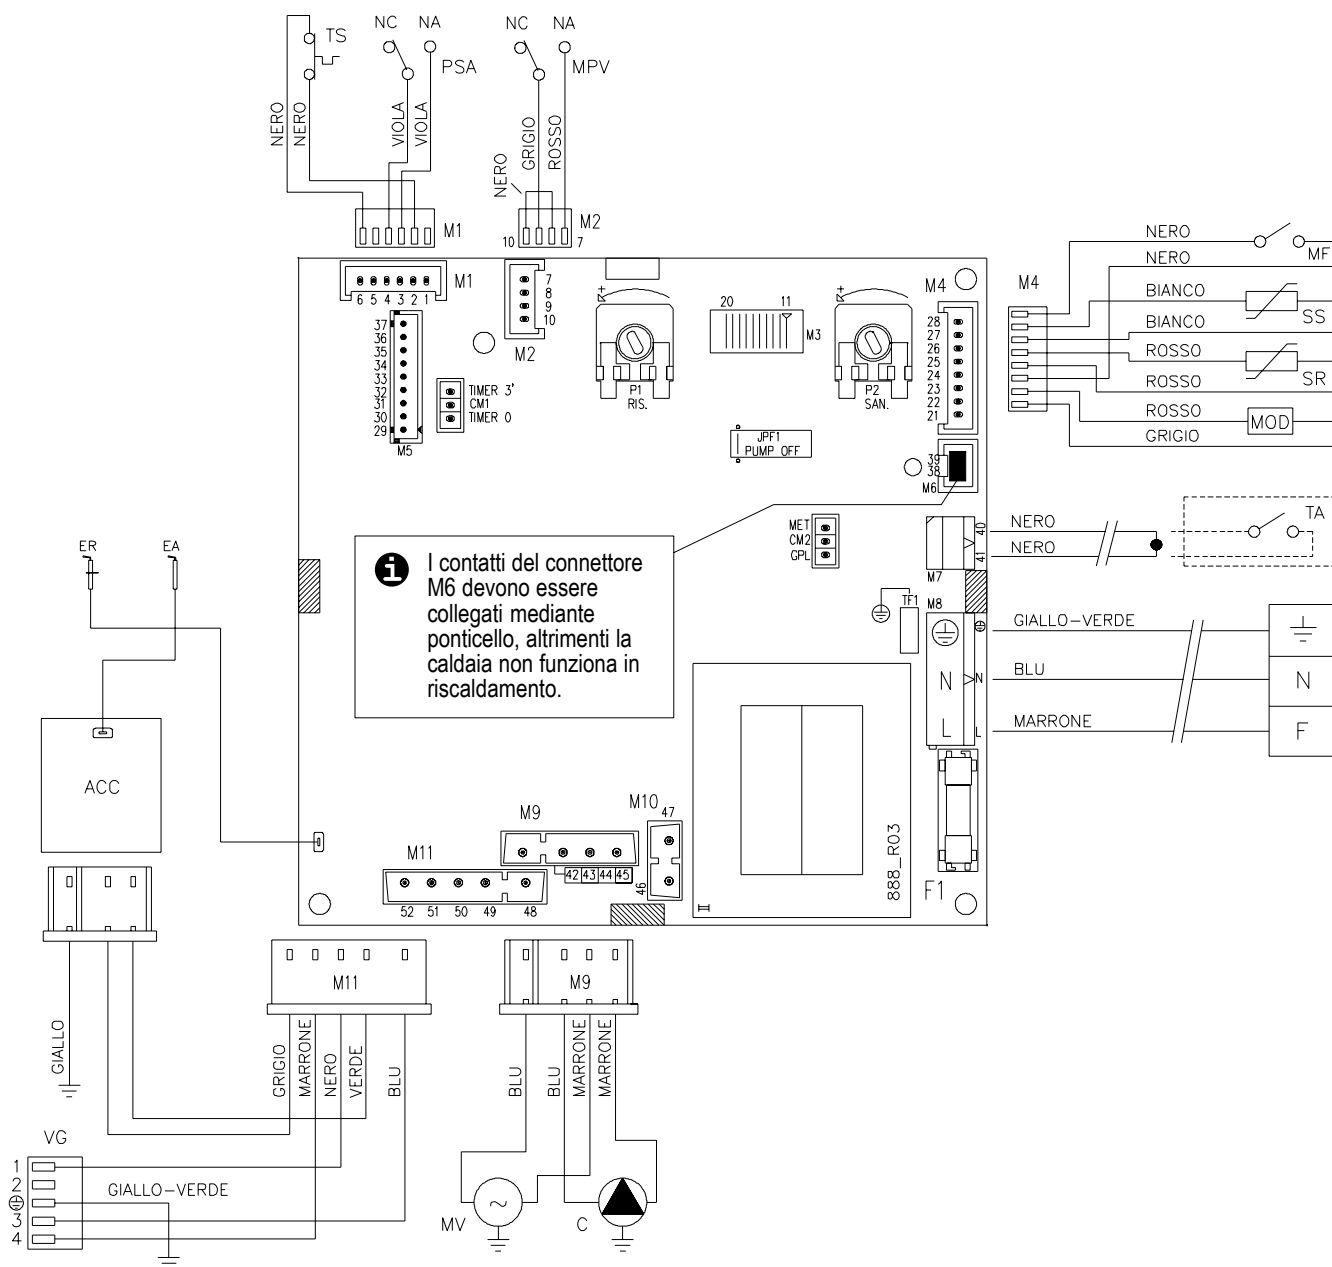 TS
NC NA
PSA
NC NA
MPV
NERO
NERO
VIOLA
VIOLA
NERO
GRIGIO
ROSSO
M1
10 M2 7
M1
6 5 4 3 2 1
7
8
9
10
M2
37
36
35
34
33
32
31
30
29
M5
TIMER 3'
CM1
TIMER 0
+
P1
RIS.
20 11
M3
+
P2
SAN.
JPF1
PUMP OFF
M4
28
27
26
25
24
23
22
21
39
38
M6
M4
NERO
NERO
MF
BIANCO
SS
BIANCO
ROSSO
SR
ROSSO
ROSSO
MOD
GRIGIO
MET
CM2
GPL
40
41
M7
NERO
NERO
TA
i I contatti del connettore
M6 devono essere
collegati mediante
ponticello, altrimenti la
caldaia non funziona in
riscaldamento.
TF1
M8
N N
L L
GIALLO-VERDE
BLU
N
MARRONE
F
F1
888_R03
ER EA
ACC
M9
42 43 44 45
M10
47
46
M11
52 51 50 49 48
M11
M9
GIALLO
GRIGIO
MARRONE
NERO
VERDE
BLU
BLU
BLU
MARRONE
MARRONE
VG
1
2
3
4
GIALLO-VERDE
MV
~
C